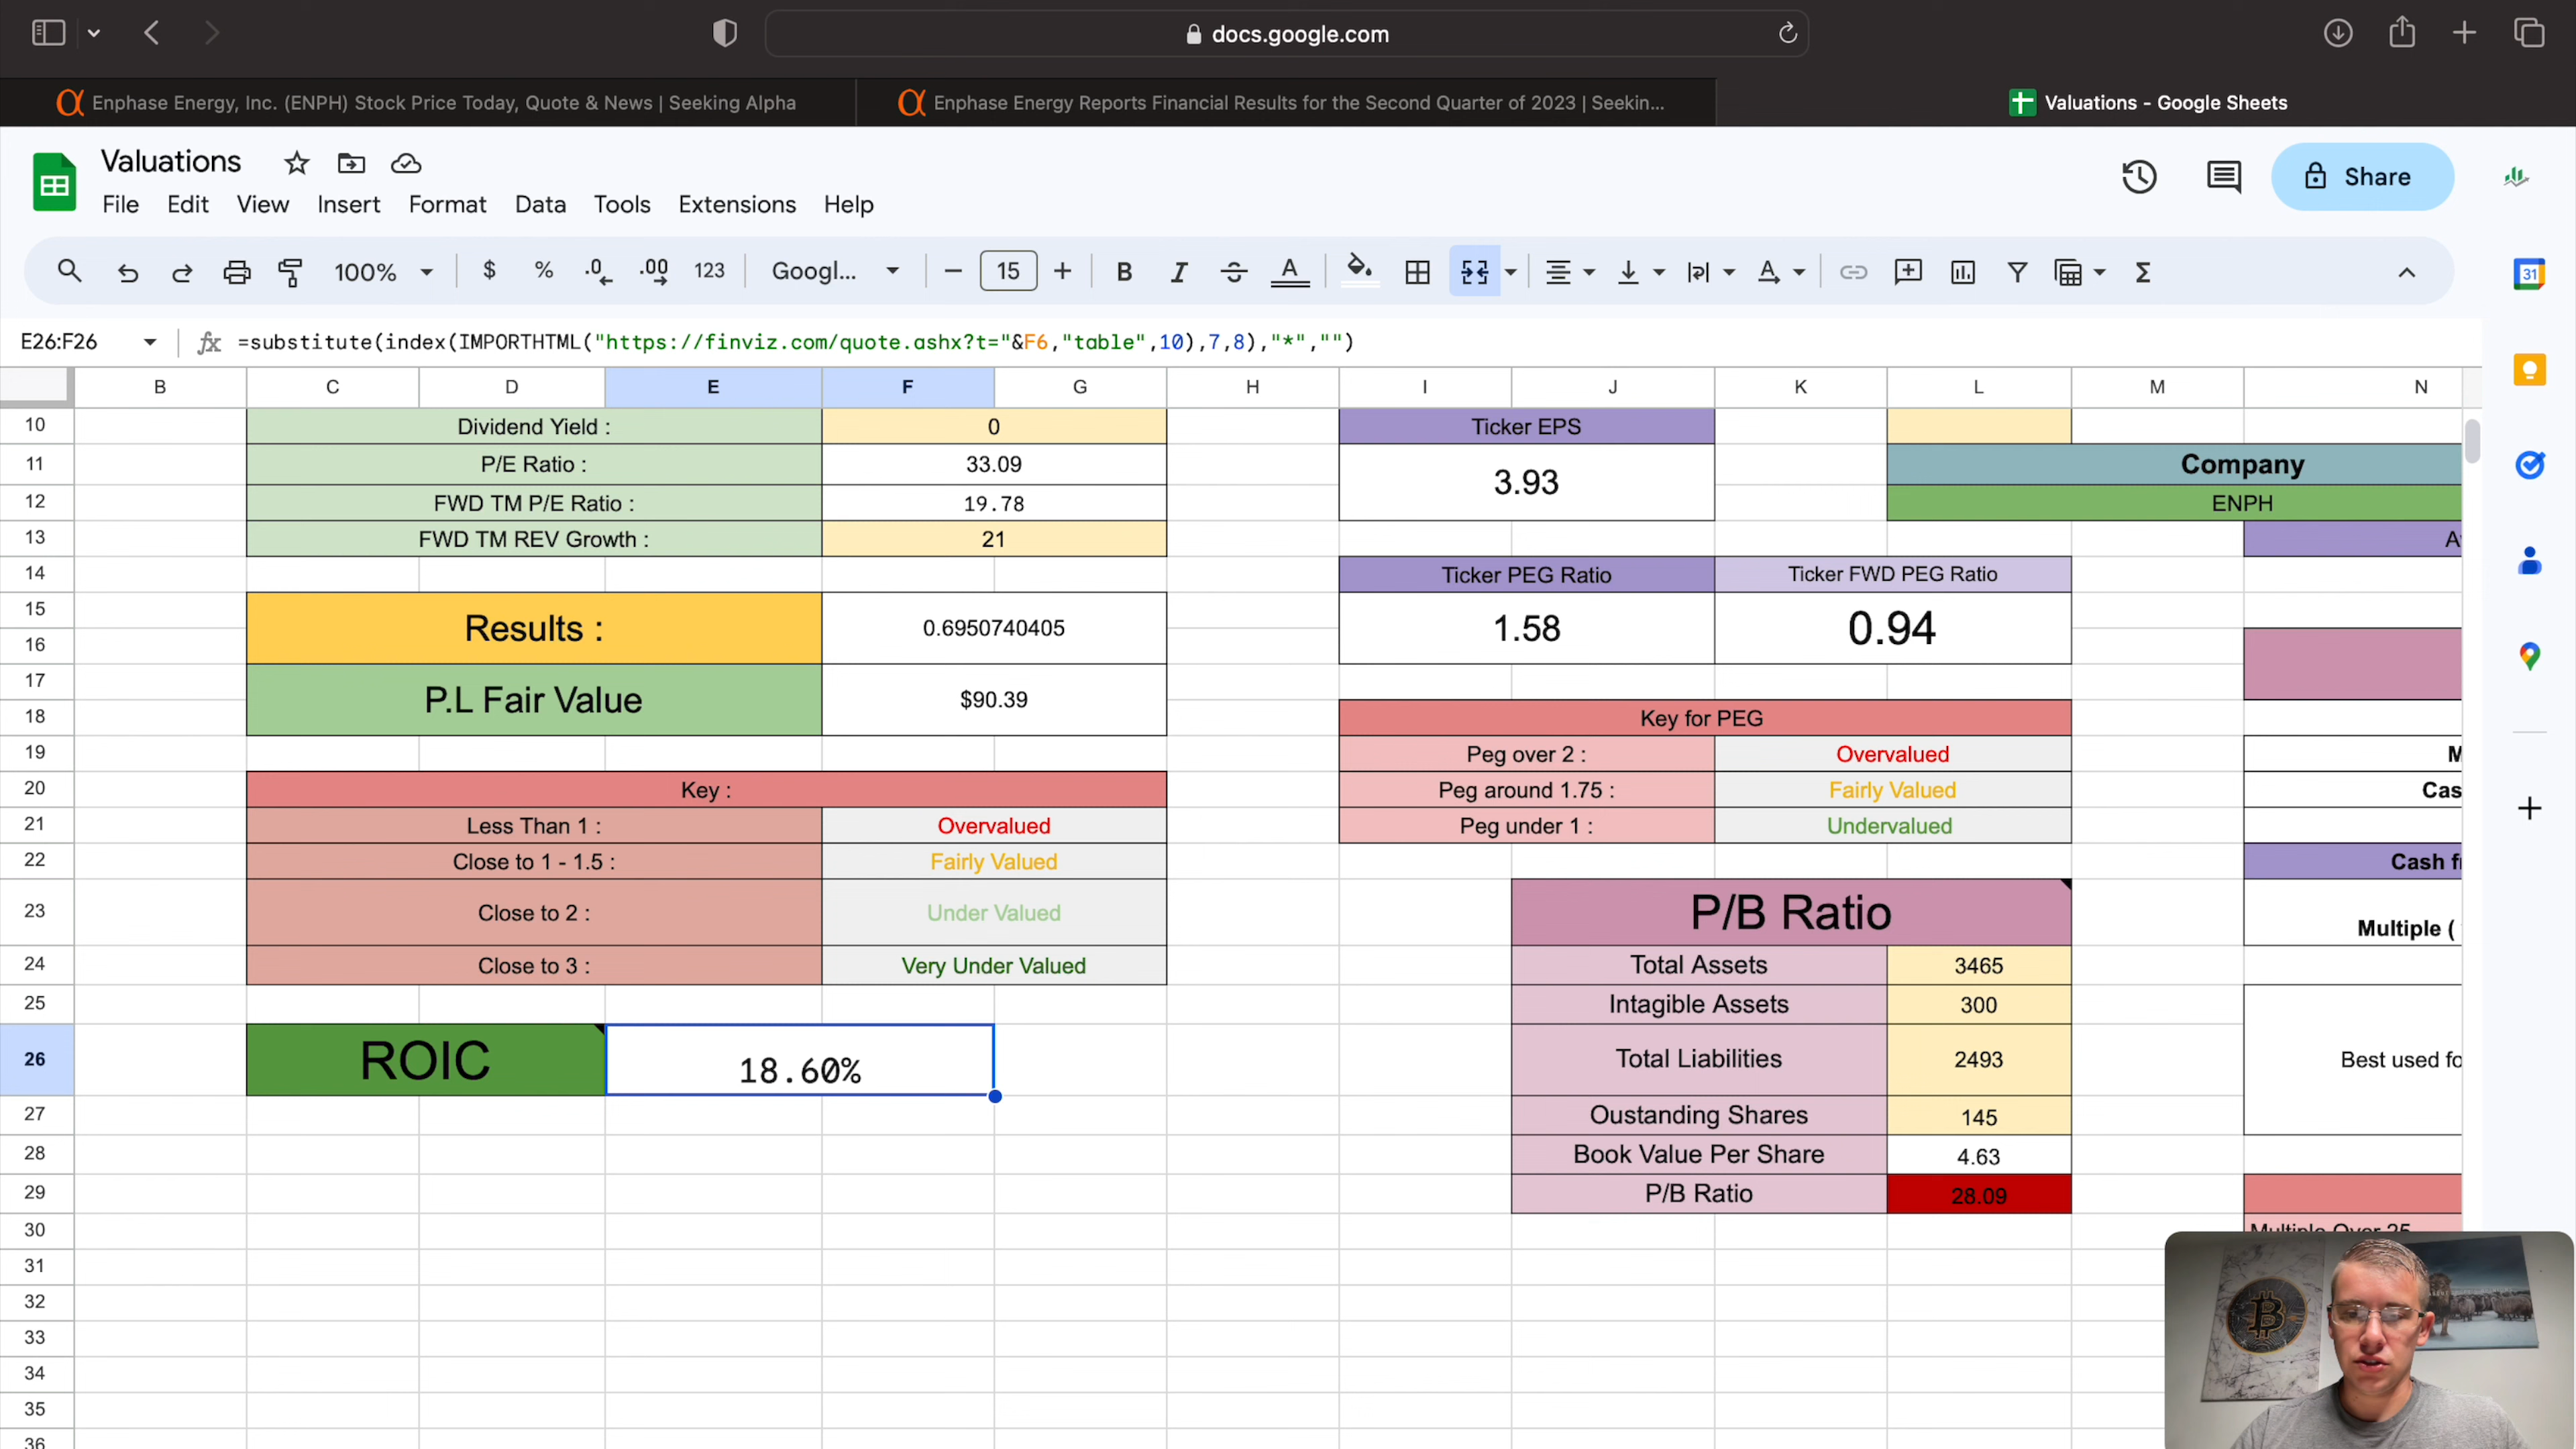 docs.google.com
Enphase Energy, Inc. (ENPH) Stock Price Today, Quote & News | Seeking Alpha
Enphase Energy Reports Financial Results for the Second Quarter of 2023 | Seekin...
Valuations - Google Sheets
Valuations
File Edit View Insert Format Data Tools Extensions Help
Share
100% $ % .0 .00 123 Googl... 15 B I A
31
E26:F26 fx =substitute(index(IMPORTHTML("https://finviz.com/quote.ashx?t="&F6,"table",10),7,8),"*","")
B C D E F G H I J K L M N
10 Dividend Yield : 0 Ticker EPS
11 P/E Ratio : 33.09 3.93 Company
12 FWD TM P/E Ratio : 19.78 ENPH
13 FWD TM REV Growth : 21
14 Ticker PEG Ratio Ticker FWD PEG Ratio
15 Results : 0.6950740405 1.58 0.94
16
17 P.L Fair Value $90.39
18 Key for PEG
19 Peg over 2 : Overvalued
20 Key : Peg around 1.75 : Fairly Valued Cas
21 Less Than 1 : Overvalued Peg under 1 : Undervalued
22 Close to 1 - 1.5 : Fairly Valued Cash f
23 Close to 2 : Under Valued P/B Ratio Multiple (
24 Close to 3 : Very Under Valued Total Assets 3465
25 Intagible Assets 300
26 ROIC 18.60% Total Liabilities 2493 Best used fo
27 Oustanding Shares 145
28 Book Value Per Share 4.63
29 P/B Ratio 28.09
30 Multiple Over 25
31
32
33
34
35
36